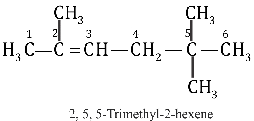 CH₃ CH₃
1 2 3 4 5 6
H₃C—C=CH—CH₂—C—CH₃
CH₃
2, 5, 5-Trimethyl-2-hexene